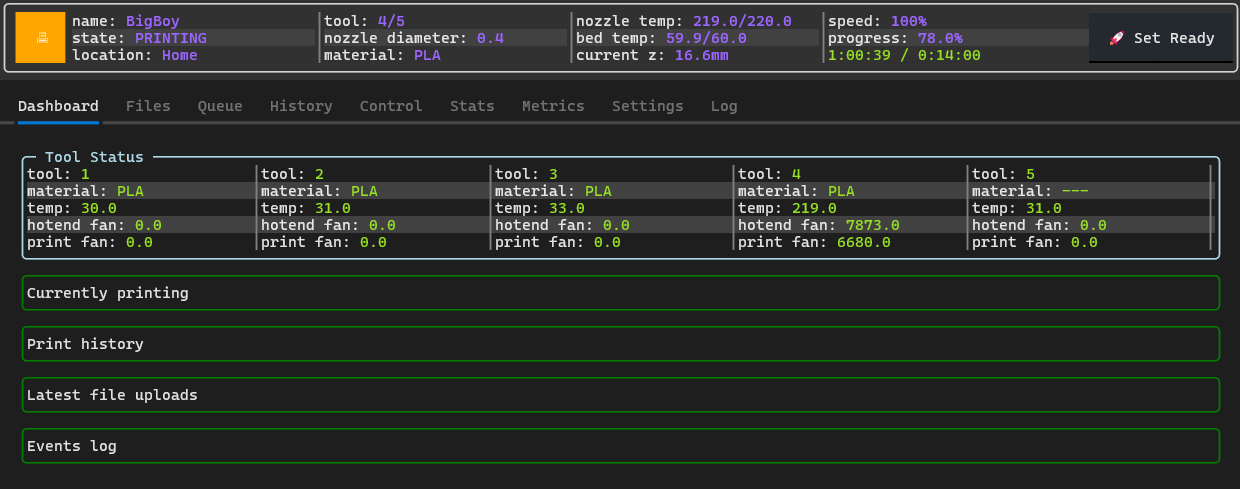 name: BigBoy tool: 4/5 nozzle temp: 219.0/220.0 speed: 100%
state: PRINTING nozzle diameter: 0.4 bed temp: 59.9/60.0 progress: 78.0% 🚀 Set Ready
location: Home material: PLA current z: 16.6mm 1:00:39 / 0:14:00
Dashboard Files Queue History Control Stats Metrics Settings Log
Tool Status
tool: 1 tool: 2 tool: 3 tool: 4 tool: 5
material: PLA material: PLA material: PLA material: PLA material: ---
temp: 30.0 temp: 31.0 temp: 33.0 temp: 219.0 temp: 31.0
hotend fan: 0.0 hotend fan: 0.0 hotend fan: 0.0 hotend fan: 7873.0 hotend fan: 0.0
print fan: 0.0 print fan: 0.0 print fan: 0.0 print fan: 6680.0 print fan: 0.0
Currently printing
Print history
Latest file uploads
Events log